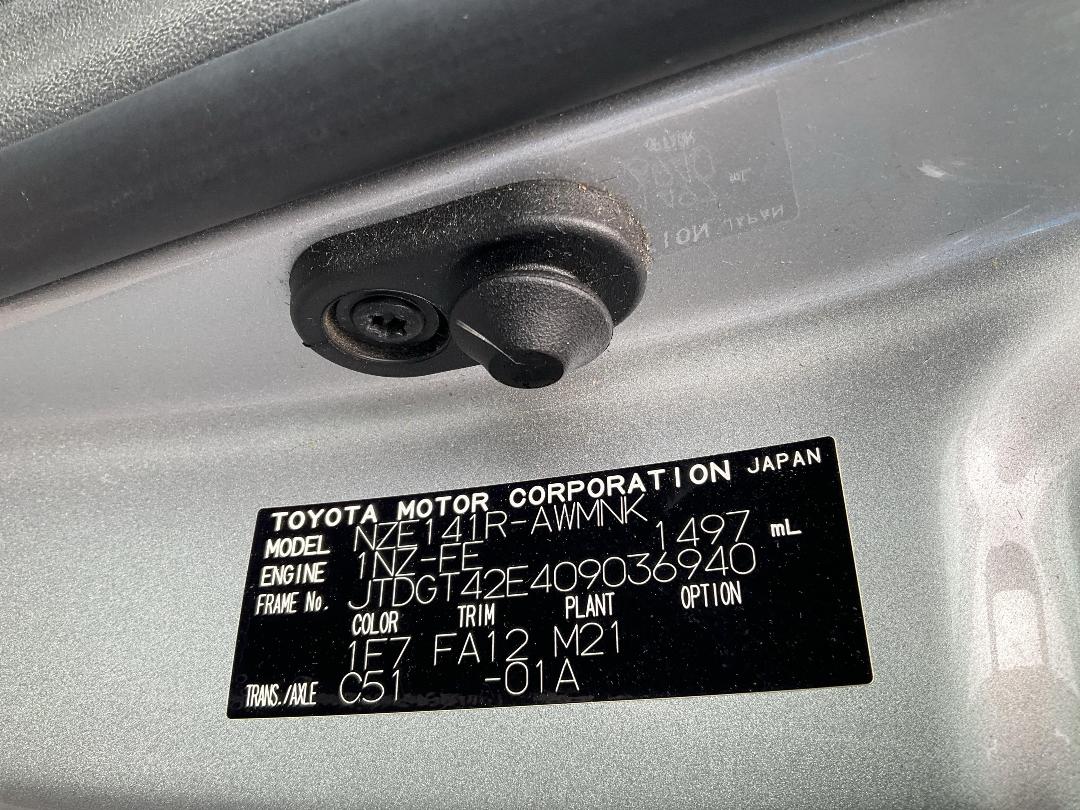 TOYOTA MOTOR CORPORATION JAPAN
MODEL NZE141R-AWMNK
ENGINE 1NZ-FE 1497 mL
FRAME No. JTDGT42E409036940
COLOR TRIM PLANT OPTION
1F7 FA12 M21
TRANS./AXLE C51 -01A